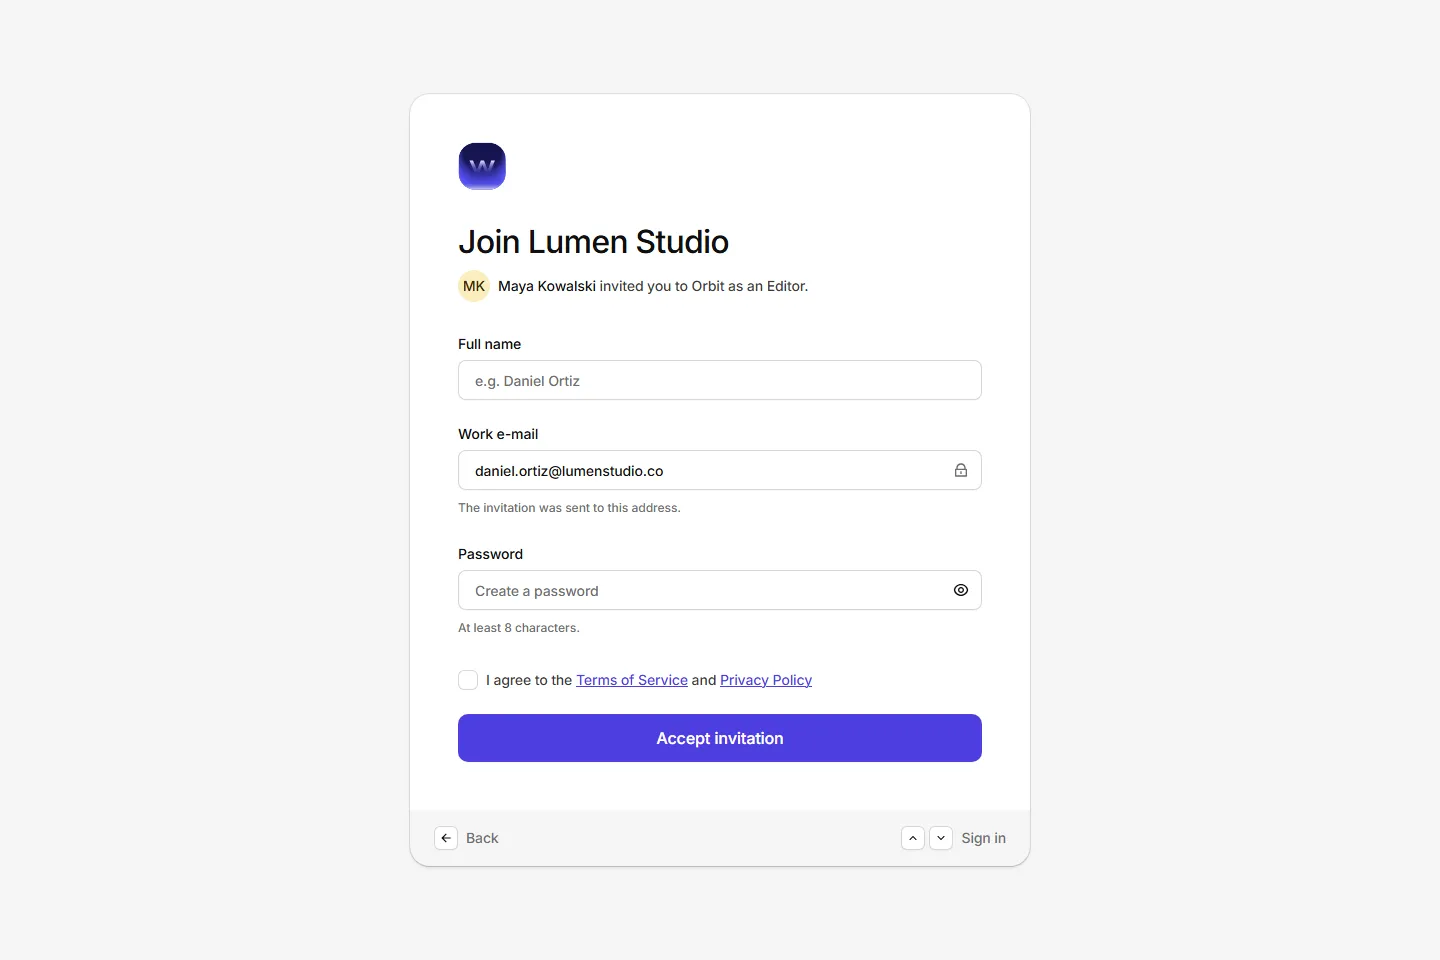 W
Join Lumen Studio
MK Maya Kowalski invited you to Orbit as an Editor.
Full name
e.g. Daniel Ortiz
Work e-mail
daniel.ortiz@lumenstudio.co
The invitation was sent to this address.
Password
Create a password
At least 8 characters.
I agree to the Terms of Service and Privacy Policy
Accept invitation
Back Sign in